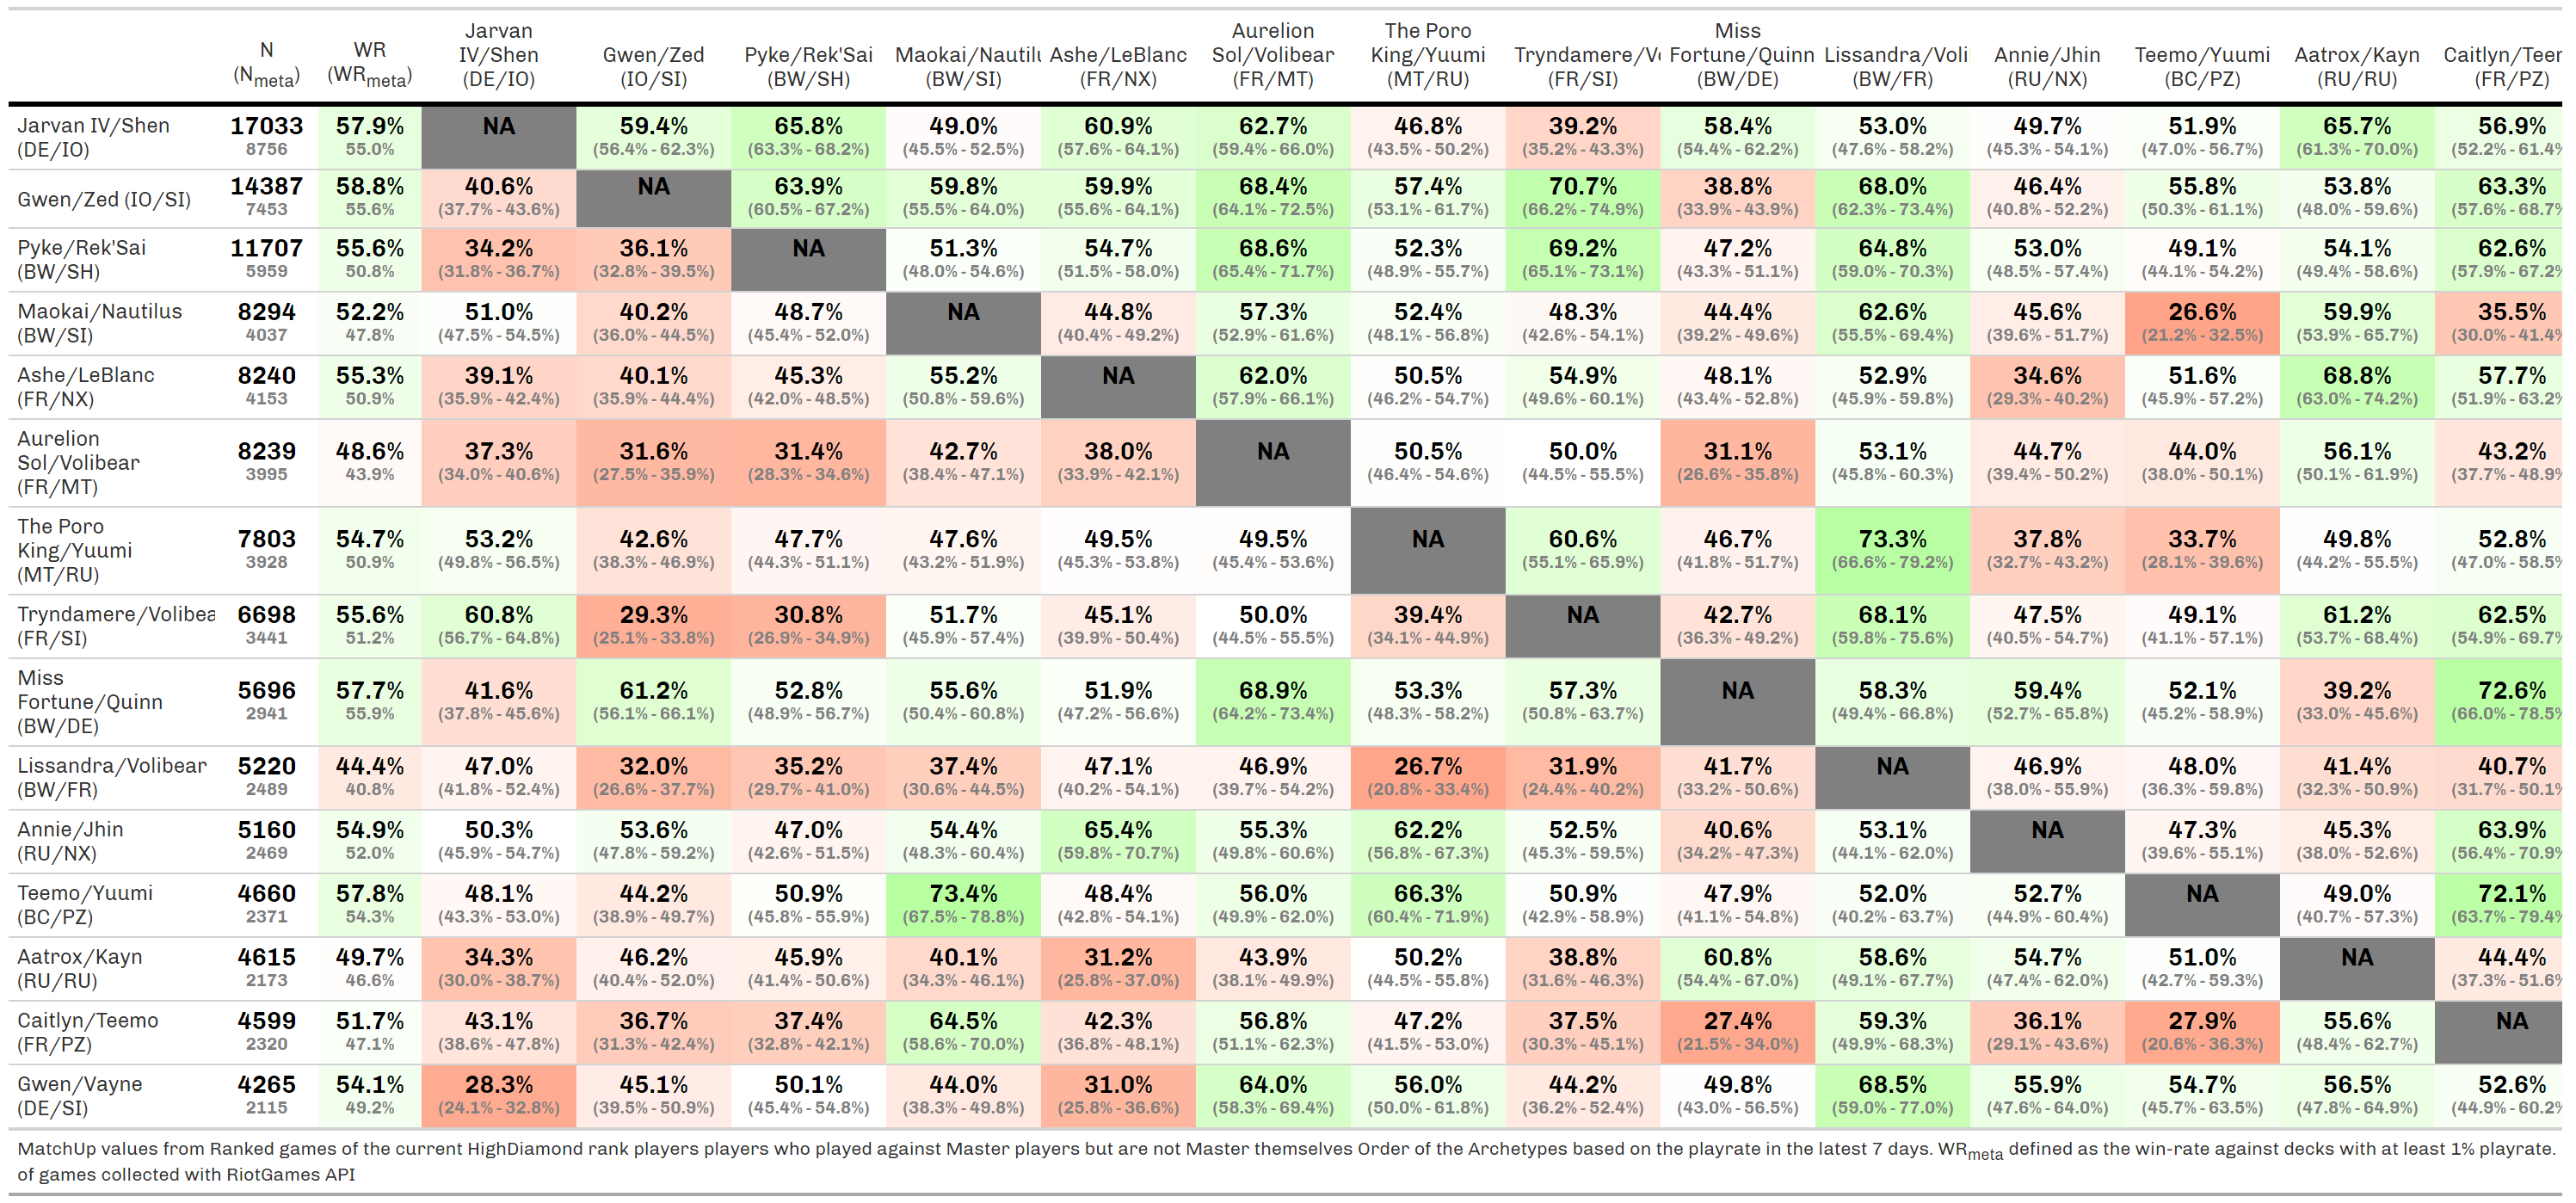 N (Nmeta) WR (WRmeta) Jarvan IV/Shen (DE/IO) Gwen/Zed (IO/SI) Pyke/Rek'Sai (BW/SH) Maokai/Nautilu (BW/SI) Ashe/LeBlanc (FR/NX) Aurelion Sol/Volibear (FR/MT) The Poro King/Yuumi (MT/RU) Tryndamere/Vo (FR/SI) Miss Fortune/Quinn (BW/DE) Lissandra/Voli (BW/FR) Annie/Jhin (RU/NX) Teemo/Yuumi (BC/PZ) Aatrox/Kayn (RU/RU) Caitlyn/Teer (FR/PZ)
Jarvan IV/Shen 17033 57.9% NA 59.4% 65.8% 49.0% 60.9% 62.7% 46.8% 39.2% 58.4% 53.0% 49.7% 51.9% 65.7% 56.9%
(DE/IO) 8756 55.0% (56.4% - 62.3%) (63.3% - 68.2%) (45.5% - 52.5%) (57.6% - 64.1%) (59.4% - 66.0%) (43.5% - 50.2%) (35.2% - 43.3%) (54.4% - 62.2%) (47.6% - 58.2%) (45.3% - 54.1%) (47.0% - 56.7%) (61.3% - 70.0%) (52.2% - 61.4%
Gwen/Zed (IO/SI) 14387 58.8% 40.6% NA 63.9% 59.8% 59.9% 68.4% 57.4% 70.7% 38.8% 68.0% 46.4% 55.8% 53.8% 63.3%
7453 55.6% (37.7% - 43.6%) (60.5% - 67.2%) (55.5% - 64.0%) (55.6% - 64.1%) (64.1% - 72.5%) (53.1% - 61.7%) (66.2% - 74.9%) (33.9% - 43.9%) (62.3% - 73.4%) (40.8% - 52.2%) (50.3% - 61.1%) (48.0% - 59.6%) (57.6% - 68.7%
Pyke/Rek'Sai 11707 55.6% 34.2% 36.1% NA 51.3% 54.7% 68.6% 52.3% 69.2% 47.2% 64.8% 53.0% 49.1% 54.1% 62.6%
(BW/SH) 5959 50.8% (31.8% - 36.7%) (32.8% - 39.5%) (48.0% - 54.6%) (51.5% - 58.0%) (65.4% - 71.7%) (48.9% - 55.7%) (65.1% - 73.1%) (43.3% - 51.1%) (59.0% - 70.3%) (48.5% - 57.4%) (44.1% - 54.2%) (49.4% - 58.6%) (57.9% - 67.2%
Maokai/Nautilus 8294 52.2% 51.0% 40.2% 48.7% NA 44.8% 57.3% 52.4% 48.3% 44.4% 62.6% 45.6% 26.6% 59.9% 35.5%
(BW/SI) 4037 47.8% (47.5% - 54.5%) (36.0% - 44.5%) (45.4% - 52.0%) (40.4% - 49.2%) (52.9% - 61.6%) (48.1% - 56.8%) (42.6% - 54.1%) (39.2% - 49.6%) (55.5% - 69.4%) (39.6% - 51.7%) (21.2% - 32.5%) (53.9% - 65.7%) (30.0% - 41.4%
Ashe/LeBlanc 8240 55.3% 39.1% 40.1% 45.3% 55.2% NA 62.0% 50.5% 54.9% 48.1% 52.9% 34.6% 51.6% 68.8% 57.7%
(FR/NX) 4153 50.9% (35.9% - 42.4%) (35.9% - 44.4%) (42.0% - 48.5%) (50.8% - 59.6%) (57.9% - 66.1%) (46.2% - 54.7%) (49.6% - 60.1%) (43.4% - 52.8%) (45.9% - 59.8%) (29.3% - 40.2%) (45.9% - 57.2%) (63.0% - 74.2%) (51.9% - 63.2%
Aurelion
Sol/Volibear 8239 48.6% 37.3% 31.6% 31.4% 42.7% 38.0% NA 50.5% 50.0% 31.1% 53.1% 44.7% 44.0% 56.1% 43.2%
(FR/MT) 3995 43.9% (34.0% - 40.6%) (27.5% - 35.9%) (28.3% - 34.6%) (38.4% - 47.1%) (33.9% - 42.1%) (46.4% - 54.6%) (44.5% - 55.5%) (26.6% - 35.8%) (45.8% - 60.3%) (39.4% - 50.2%) (38.0% - 50.1%) (50.1% - 61.9%) (37.7% - 48.9%
The Poro
King/Yuumi 7803 54.7% 53.2% 42.6% 47.7% 47.6% 49.5% 49.5% NA 60.6% 46.7% 73.3% 37.8% 33.7% 49.8% 52.8%
(MT/RU) 3928 50.9% (49.8% - 56.5%) (38.3% - 46.9%) (44.3% - 51.1%) (43.2% - 51.9%) (45.3% - 53.8%) (45.4% - 53.6%) (55.1% - 65.9%) (41.8% - 51.7%) (66.6% - 79.2%) (32.7% - 43.2%) (28.1% - 39.6%) (44.2% - 55.5%) (47.0% - 58.5%
Tryndamere/Volibea 6698 55.6% 60.8% 29.3% 30.8% 51.7% 45.1% 50.0% 39.4% NA 42.7% 68.1% 47.5% 49.1% 61.2% 62.5%
(FR/SI) 3441 51.2% (56.7% - 64.8%) (25.1% - 33.8%) (26.9% - 34.9%) (45.9% - 57.4%) (39.9% - 50.4%) (44.5% - 55.5%) (34.1% - 44.9%) (36.3% - 49.2%) (59.8% - 75.6%) (40.5% - 54.7%) (41.1% - 57.1%) (53.7% - 68.4%) (54.9% - 69.7%
Miss
Fortune/Quinn 5696 57.7% 41.6% 61.2% 52.8% 55.6% 51.9% 68.9% 53.3% 57.3% NA 58.3% 59.4% 52.1% 39.2% 72.6%
(BW/DE) 2941 55.9% (37.8% - 45.6%) (56.1% - 66.1%) (48.9% - 56.7%) (50.4% - 60.8%) (47.2% - 56.6%) (64.2% - 73.4%) (48.3% - 58.2%) (50.8% - 63.7%) (49.4% - 66.8%) (52.7% - 65.8%) (45.2% - 58.9%) (33.0% - 45.6%) (66.0% - 78.5%
Lissandra/Volibear 5220 44.4% 47.0% 32.0% 35.2% 37.4% 47.1% 46.9% 26.7% 31.9% 41.7% NA 46.9% 48.0% 41.4% 40.7%
(BW/FR) 2489 40.8% (41.8% - 52.4%) (26.6% - 37.7%) (29.7% - 41.0%) (30.6% - 44.5%) (40.2% - 54.1%) (39.7% - 54.2%) (20.8% - 33.4%) (24.4% - 40.2%) (33.2% - 50.6%) (38.0% - 55.9%) (36.3% - 59.8%) (32.3% - 50.9%) (31.7% - 50.1%
Annie/Jhin 5160 54.9% 50.3% 53.6% 47.0% 54.4% 65.4% 55.3% 62.2% 52.5% 40.6% 53.1% NA 47.3% 45.3% 63.9%
(RU/NX) 2469 52.0% (45.9% - 54.7%) (47.8% - 59.2%) (42.6% - 51.5%) (48.3% - 60.4%) (59.8% - 70.7%) (49.8% - 60.6%) (56.8% - 67.3%) (45.3% - 59.5%) (34.2% - 47.3%) (44.1% - 62.0%) (39.6% - 55.1%) (38.0% - 52.6%) (56.4% - 70.9%
Teemo/Yuumi 4660 57.8% 48.1% 44.2% 50.9% 73.4% 48.4% 56.0% 66.3% 50.9% 47.9% 52.0% 52.7% NA 49.0% 72.1%
(BC/PZ) 2371 54.3% (43.3% - 53.0%) (38.9% - 49.7%) (45.8% - 55.9%) (67.5% - 78.8%) (42.8% - 54.1%) (49.9% - 62.0%) (60.4% - 71.9%) (42.9% - 58.9%) (41.1% - 54.8%) (40.2% - 63.7%) (44.9% - 60.4%) (40.7% - 57.3%) (63.7% - 79.4%
Aatrox/Kayn 4615 49.7% 34.3% 46.2% 45.9% 40.1% 31.2% 43.9% 50.2% 38.8% 60.8% 58.6% 54.7% 51.0% NA 44.4%
(RU/RU) 2173 46.6% (30.0% - 38.7%) (40.4% - 52.0%) (41.4% - 50.6%) (34.3% - 46.1%) (25.8% - 37.0%) (38.1% - 49.9%) (44.5% - 55.8%) (31.6% - 46.3%) (54.4% - 67.0%) (49.1% - 67.7%) (47.4% - 62.0%) (42.7% - 59.3%) (37.3% - 51.6%
Caitlyn/Teemo 4599 51.7% 43.1% 36.7% 37.4% 64.5% 42.3% 56.8% 47.2% 37.5% 27.4% 59.3% 36.1% 27.9% 55.6% NA
(FR/PZ) 2320 47.1% (38.6% - 47.8%) (31.3% - 42.4%) (32.8% - 42.1%) (58.6% - 70.0%) (36.8% - 48.1%) (51.1% - 62.3%) (41.5% - 53.0%) (30.3% - 45.1%) (21.5% - 34.0%) (49.9% - 68.3%) (29.1% - 43.6%) (20.6% - 36.3%) (48.4% - 62.7%)
Gwen/Vayne 4265 54.1% 28.3% 45.1% 50.1% 44.0% 31.0% 64.0% 56.0% 44.2% 49.8% 68.5% 55.9% 54.7% 56.5% 52.6%
(DE/SI) 2115 49.2% (24.1% - 32.8%) (39.5% - 50.9%) (45.4% - 54.8%) (38.3% - 49.8%) (25.8% - 36.6%) (58.3% - 69.4%) (50.0% - 61.8%) (36.2% - 52.4%) (43.0% - 56.5%) (59.0% - 77.0%) (47.6% - 64.0%) (45.7% - 63.5%) (47.8% - 64.9%) (44.9% - 60.2%
MatchUp values from Ranked games of the current HighDiamond rank players players who played against Master players but are not Master themselves Order of the Archetypes based on the playrate in the latest 7 days. WRmeta defined as the win-rate against decks with at least 1% playrate.
of games collected with RiotGames API